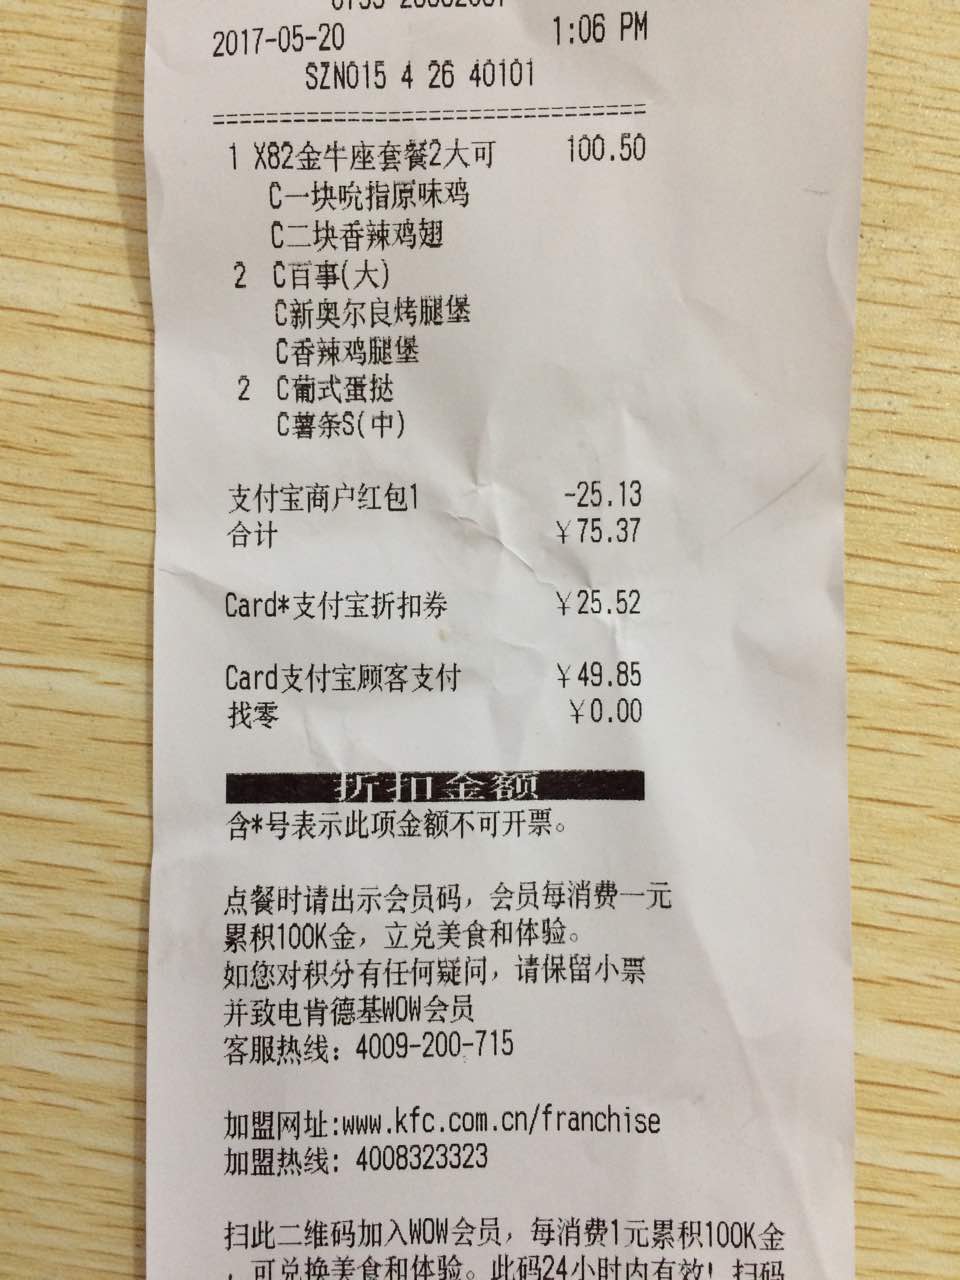 2017-05-20 1:06 PM
SZN015 4 26 40101
================================
1 X82金牛座套餐2大可 100.50
C一块吮指原味鸡
C二块香辣鸡翅
2 C百事(大)
C新奥尔良烤腿堡
C香辣鸡腿堡
2 C葡式蛋挞
C薯条S(中)
支付宝商户红包1 -25.13
合计 ¥75.37
Card*支付宝折扣券 ¥25.52
Card支付宝顾客支付 ¥49.85
找零 ¥0.00
折扣金额
含*号表示此项金额不可开票。
点餐时请出示会员码，会员每消费一元
累积100K金，立兑美食和体验。
如您对积分有任何疑问，请保留小票
并致电肯德基WOW会员
客服热线：4009-200-715
加盟网址:www.kfc.com.cn/franchise
加盟热线：4008323323
扫此二维码加入WOW会员，每消费1元累积100K金
，可兑换美食和体验。此码24小时内有效！扫码